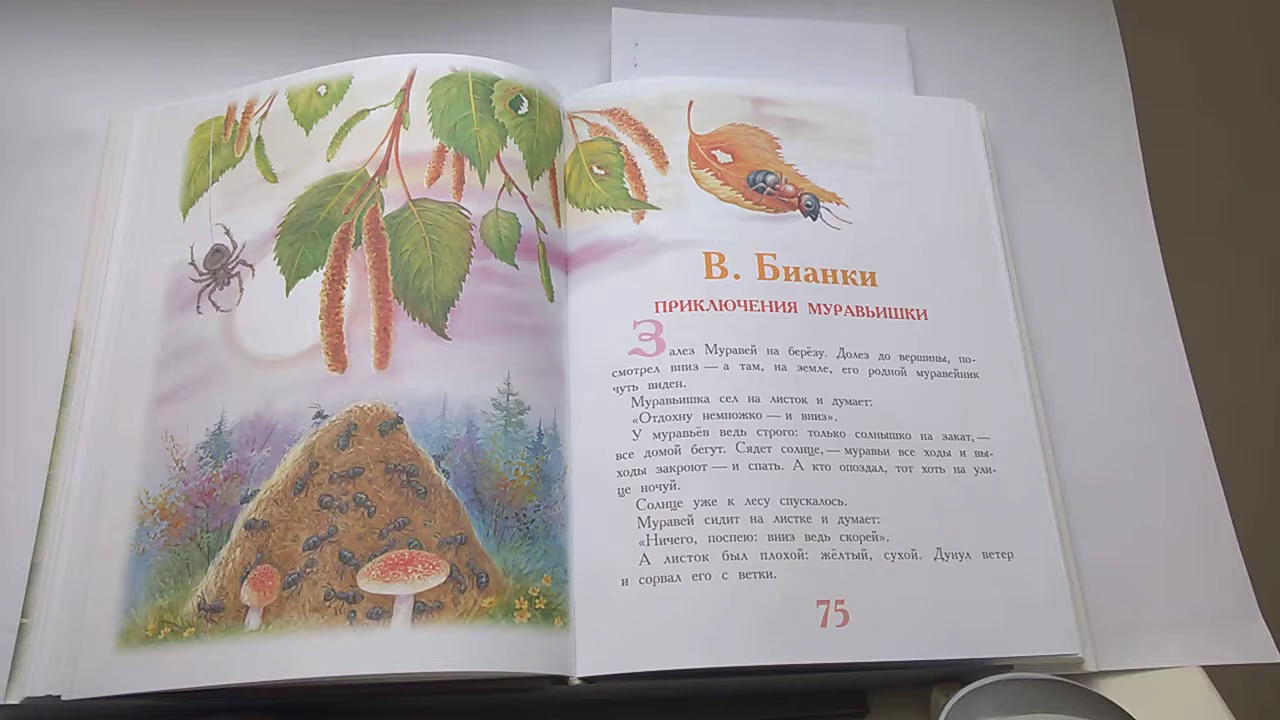 В. Бианки
ПРИКЛЮЧЕНИЯ МУРАВЬИШКИ
Залез Муравей на берёзу. Долез до вершины, по-
смотрел вниз — а там, на земле, его родной муравейник
чуть виден.
Муравьишка сел на листок и думает:
«Отдохну немножко — и вниз».
У муравьёв ведь строго: только солнышко на закат, —
все домой бегут. Сядет солнце, — муравьи все ходы и вы-
ходы закроют — и спать. А кто опоздал, тот хоть на ули-
це ночуй.
Солнце уже к лесу спускалось.
Муравей сидит на листке и думает:
«Ничего, поспею: вниз ведь скорей».
А листок был плохой: жёлтый, сухой. Дунул ветер
и сорвал его с ветки.
75